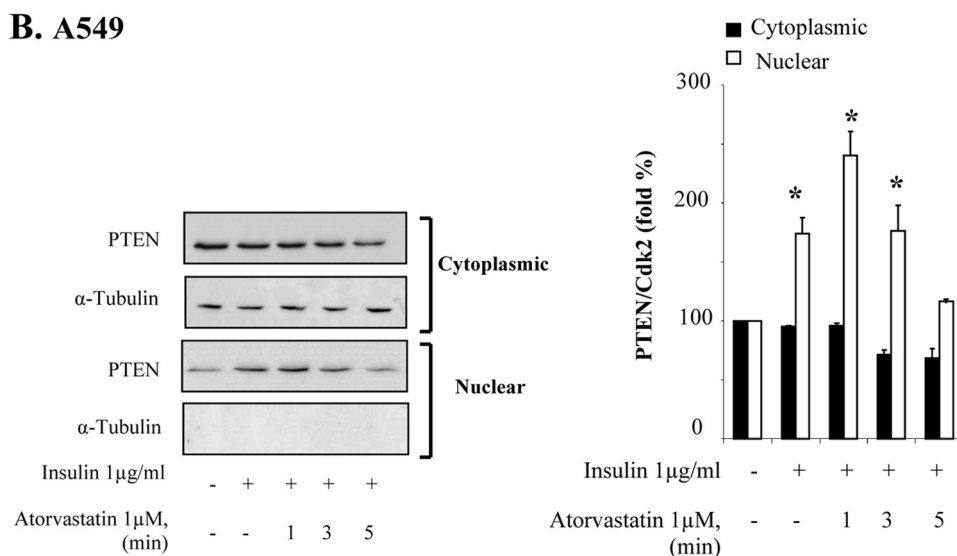 B. A549
PTEN
α-Tubulin
Cytoplasmic
PTEN
α-Tubulin
Nuclear
Insulin 1µg/ml - + + + +
Atorvastatin 1µM, (min) - - 1 3 5
Cytoplasmic
Nuclear
PTEN/Cdk2 (fold %)
300
200
100
0
* * *
Insulin 1µg/ml - + + + +
Atorvastatin 1µM, (min) - - 1 3 5